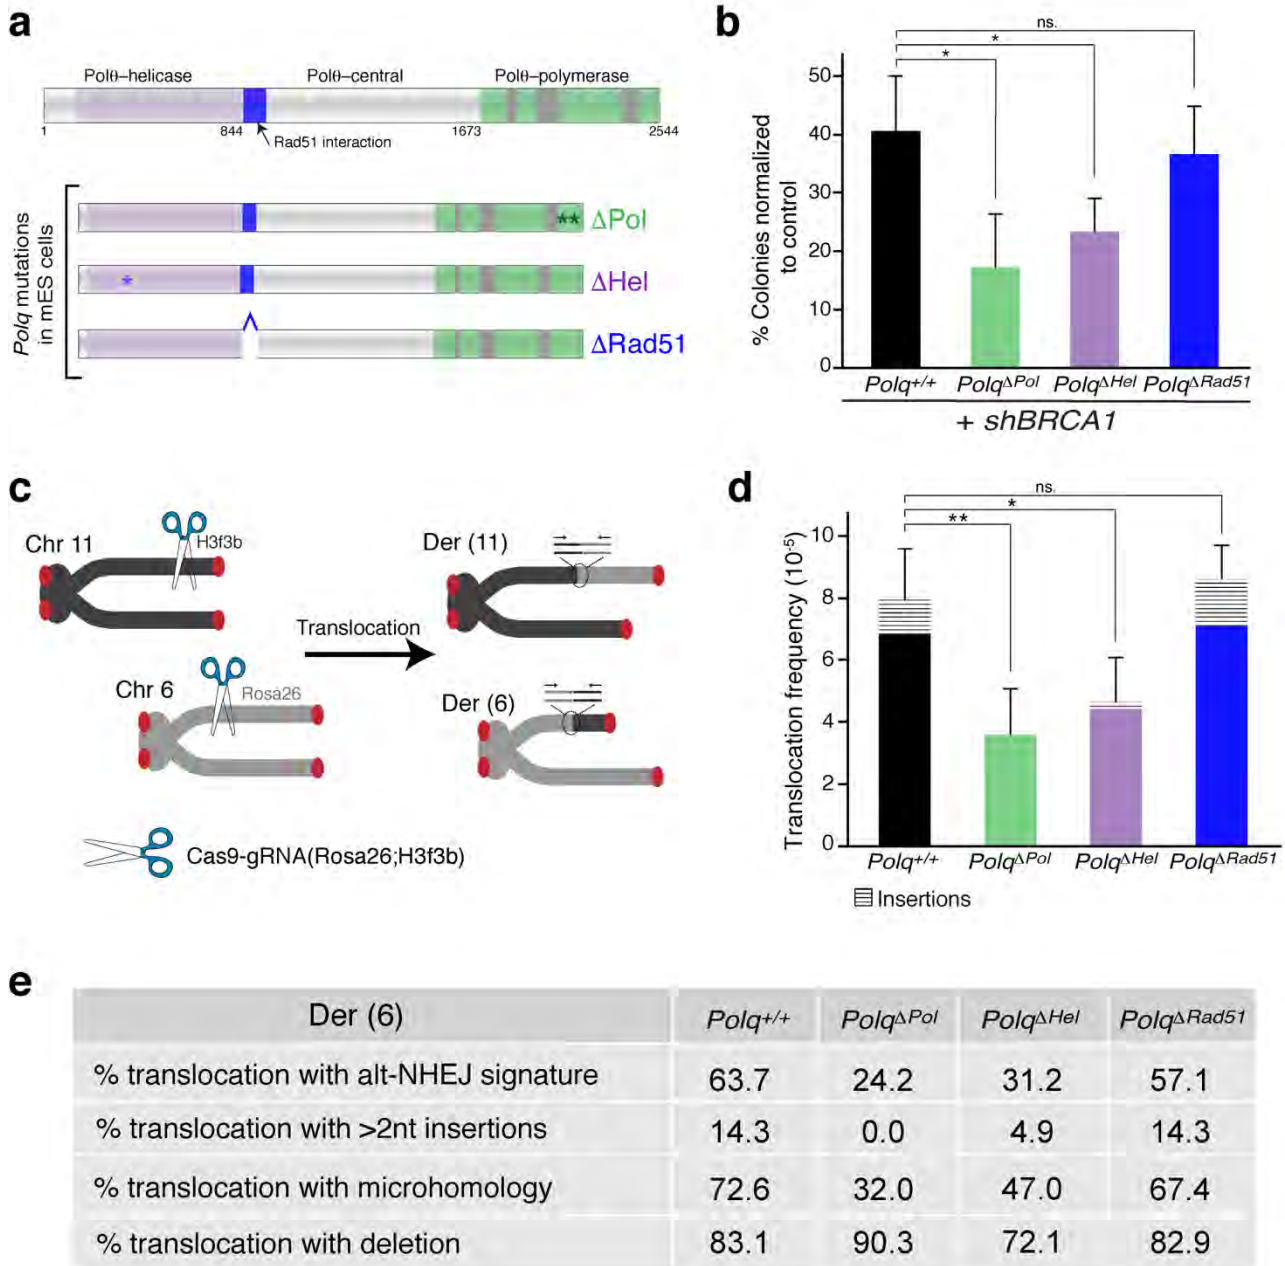 a
Polθ–helicase Polθ–central Polθ–polymerase
1 844 1673 2544
Rad51 interaction
Polq mutations
in mES cells
** ΔPol
* ΔHel
ΔRad51
b
ns.
*
*
% Colonies normalized
to control
50
40
30
20
10
0
Polq+/+ PolqΔPol PolqΔHel PolqΔRad51
+ shBRCA1
c
Chr 11
H3f3b
Translocation
Der (11)
Chr 6
Rosa26
Der (6)
Cas9-gRNA(Rosa26;H3f3b)
d
ns.
*
**
Translocation frequency (10-5)
10
8
6
4
2
0
Polq+/+ PolqΔPol PolqΔHel PolqΔRad51
Insertions
e
Der (6) Polq+/+ PolqΔPol PolqΔHel PolqΔRad51
% translocation with alt-NHEJ signature 63.7 24.2 31.2 57.1
% translocation with >2nt insertions 14.3 0.0 4.9 14.3
% translocation with microhomology 72.6 32.0 47.0 67.4
% translocation with deletion 83.1 90.3 72.1 82.9